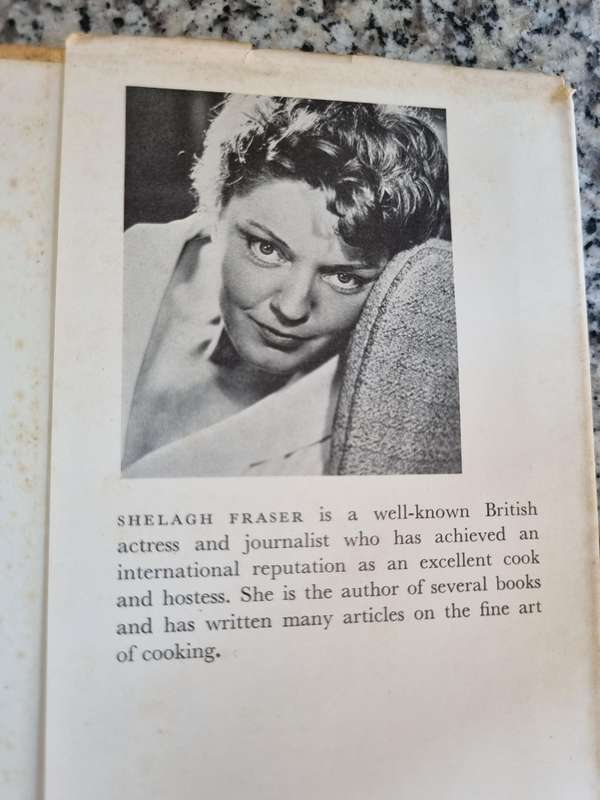 SHELAGH FRASER is a well-known British
actress and journalist who has achieved an
international reputation as an excellent cook
and hostess. She is the author of several books
and has written many articles on the fine art
of cooking.